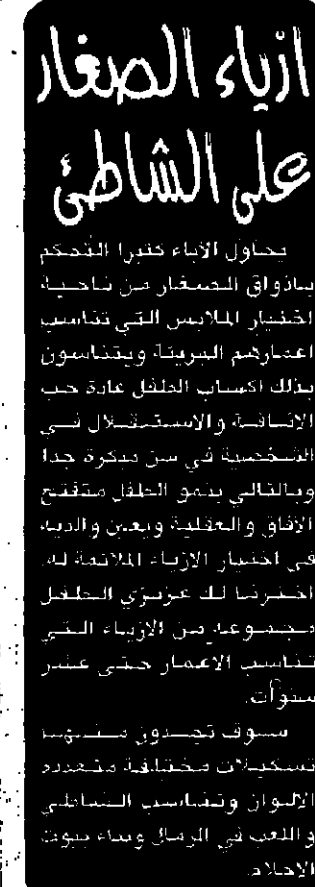 ازياء الصغار
على الشاطئ
يحاول الآباء كثيرا التحكم
باذواق الصغار من ناحية
اختيار الملابس التي تناسب
اعمارهم البريئة ويتناسون
بذلك اكساب الطفل عادة حب
الاناقة والاستقلال في
الشخصية في سن مبكرة جدا
وبالتالي ينمو الطفل متفتح
الآفاق والعقلية ويعين والديه
في اختيار الازياء الملائمة له.
اخترنا لك عزيزي الطفل
مجموعة من الازياء التي
تناسب الاعمار حتى عشر
سنوات.
سوف تجدون
تشكيلات مختلفة متعددة
الالوان وتناسب الشاطئ
واللعب في الرمال وبناء بيوت
الاحلام.